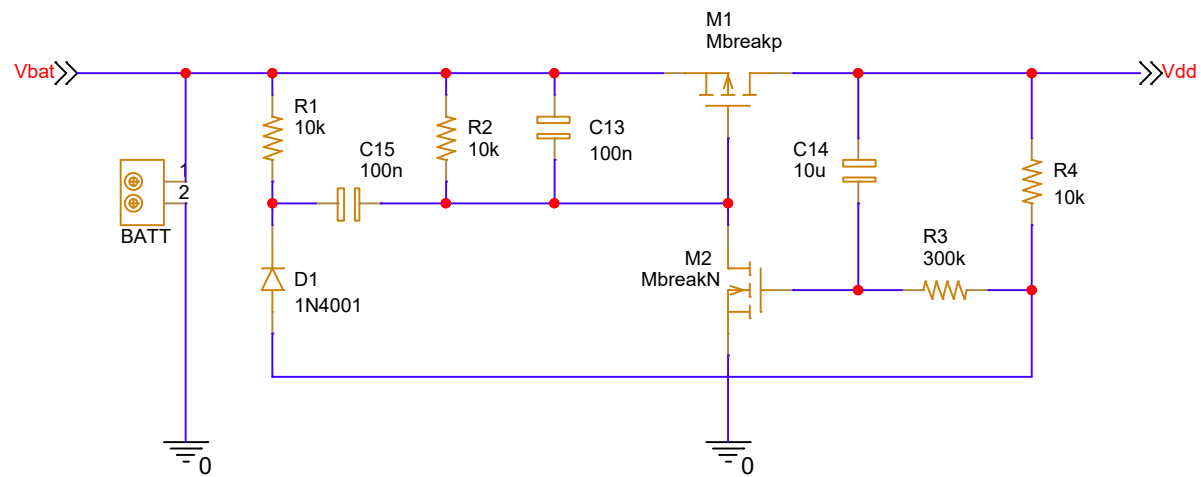 M1
Mbreakp
Vbat
Vdd
R1
10k
R2
10k
C13
100n
C15
100n
C14
10u
R4
10k
1
2
BATT
R3
300k
M2
MbreakN
D1
1N4001
0
0